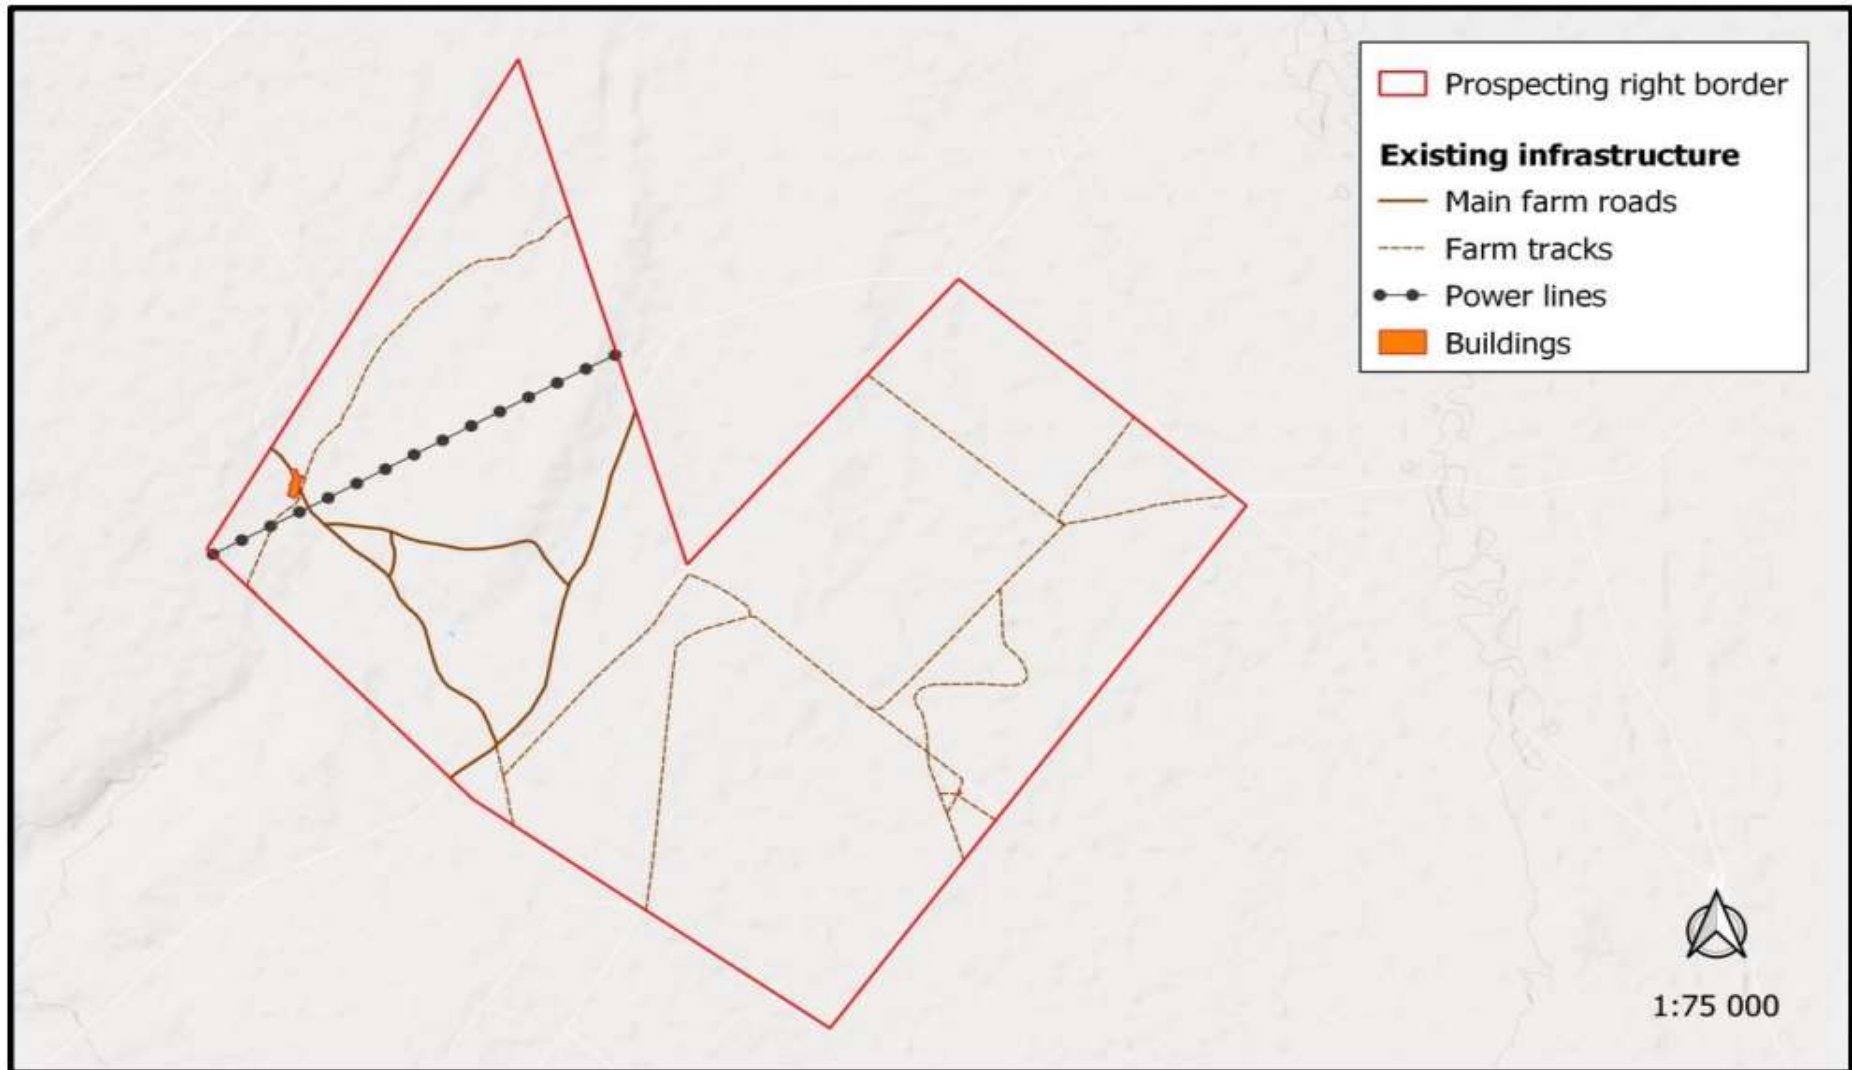 Prospecting right border
Existing infrastructure
Main farm roads
Farm tracks
Power lines
Buildings
1:75 000